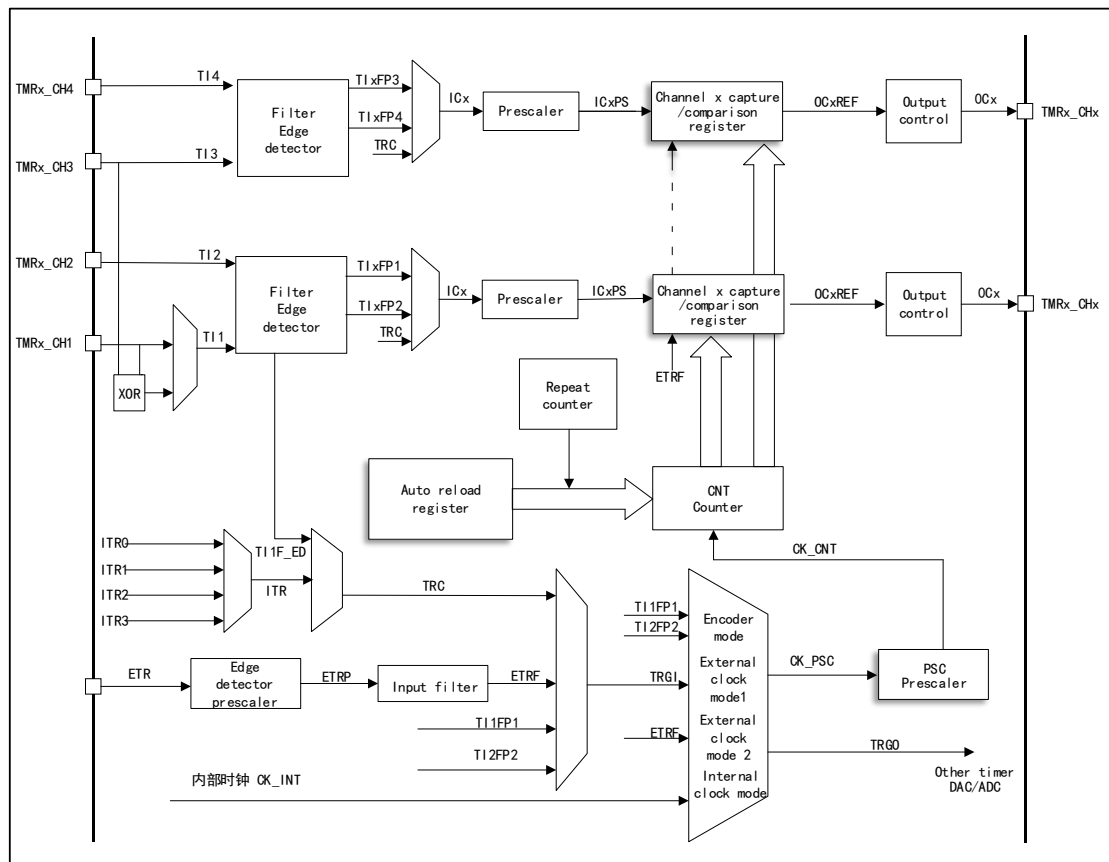 TMRx_CH4
TI4
Filter
Edge
detector
TIxFP3
TIxFP4
TRC
ICx
Prescaler
ICxPS
Channel x capture
/comparison
register
OCxREF
Output
control
OCx
TMRx_CHx
TMRx_CH3
TI3
TMRx_CH2
TI2
Filter
Edge
detector
TIxFP1
TIxFP2
TRC
ICx
Prescaler
ICxPS
Channel x capture
/comparison
register
OCxREF
Output
control
OCx
TMRx_CHx
TMRx_CH1
TI1
XOR
ETRF
Repeat
counter
Auto reload
register
CNT
Counter
ITR0
ITR1
ITR2
ITR3
ITR
TI1F_ED
TRC
CK_CNT
TI1FP1
TI2FP2
Encoder
mode
External
clock
mode1
External
clock
mode 2
Internal
clock mode
CK_PSC
PSC
Prescaler
ETR
Edge
detector
prescaler
ETRP
Input filter
ETRF
TRGI
TI1FP1
TI2FP2
ETRF
TRGO
Other timer
DAC/ADC
内部时钟 CK_INT